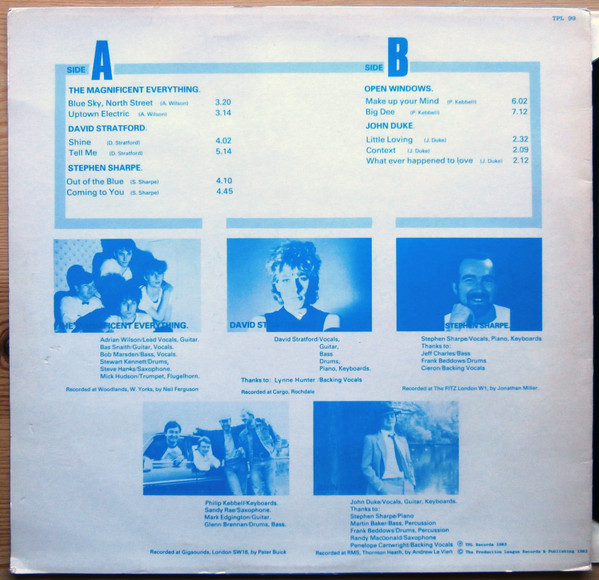 TPL 99
SIDE A
THE MAGNIFICENT EVERYTHING.
Blue Sky, North Street (A. Wilson) 3.20
Uptown Electric (A. Wilson) 3.14
DAVID STRATFORD.
Shine (D. Stratford) 4.02
Tell Me (D. Stratford) 5.14
STEPHEN SHARPE.
Out of the Blue (S. Sharpe) 4.10
Coming to You (S. Sharpe) 4.45
SIDE B
OPEN WINDOWS.
Make up your Mind (P. Kebbell) 6.02
Big Dee (P. Kebbell) 7.12
JOHN DUKE.
Little Loving (J. Duke) 2.32
Context (J. Duke) 2.09
What ever happened to love (J. Duke) 2.12
THE MAGNIFICENT EVERYTHING.
Adrian Wilson/Lead Vocals, Guitar.
Bas Snaith/Guitar, Vocals.
Bob Marsden/Bass, Vocals.
Stewart Kennett/Drums,
Steve Hanks/Saxophone.
Mick Hudson/Trumpet, Flugelhorn.
Recorded at Woodlands, W. Yorks, by Neil Ferguson
DAVID ST
David Stratford/Vocals,
Guitar,
Bass
Drums,
Piano, Keyboards.
Thanks to: Lynne Hunter /Backing Vocals
Recorded at Cargo, Rochdale
STEPHEN SHARPE.
Stephen Sharpe/Vocals, Piano, Keyboards
Thanks to:
Jeff Charles/Bass
Frank Beddows/Drums
Cieron/Backing Vocals
Recorded at The FITZ London W1, by Jonathan Miller.
Philip Kebbell/Keyboards.
Sandy Rae/Saxophone.
Mark Edgington/Guitar.
Glenn Brennan/Drums, Bass.
Recorded at Gigsounds, London SW16, by Peter Buick
John Duke/Vocals, Guitar, Keyboards.
Thanks to:
Stephen Sharpe/Piano
Martin Baker/Bass, Percussion
Frank Beddows/Drums, Percussion
Randy MacDonald/Saxophone
Penelope Cartwright/Backing Vocals
Recorded at RMS, Thornton Heath, by Andrew La Viart
℗ TPL Records 1983
© The Production League Records & Publishing 1983